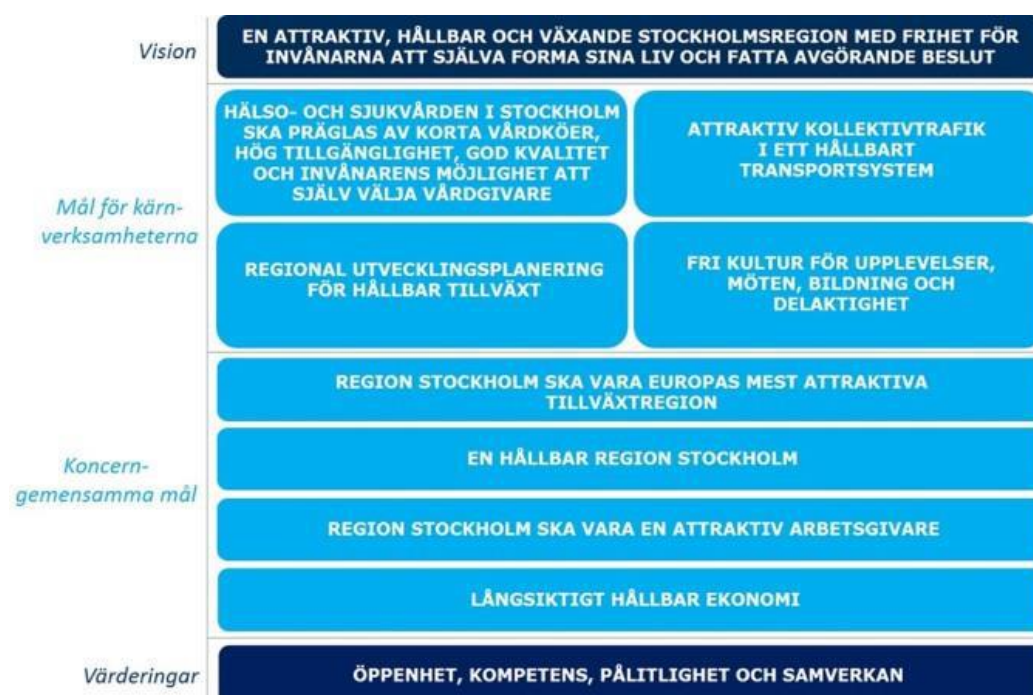 Vision
EN ATTRAKTIV, HÅLLBAR OCH VÄXANDE STOCKHOLMSREGION MED FRIHET FÖR
INVÅNARNA ATT SJÄLVA FORMA SINA LIV OCH FATTA AVGÖRANDE BESLUT
Mål för kärn-
verksamheterna
HÄLSO- OCH SJUKVÅRDEN I STOCKHOLM
SKA PRÄGLAS AV KORTA VÅRDKÖER,
HÖG TILLGÄNGLIGHET, GOD KVALITET
OCH INVÅNARENS MÖJLIGHET ATT
SJÄLV VÄLJA VÅRDGIVARE
ATTRAKTIV KOLLEKTIVTRAFIK
I ETT HÅLLBART
TRANSPORTSYSTEM
REGIONAL UTVECKLINGSPLANERING
FÖR HÅLLBAR TILLVÄXT
FRI KULTUR FÖR UPPLEVELSER,
MÖTEN, BILDNING OCH
DELAKTIGHET
Koncern-
gemensamma mål
REGION STOCKHOLM SKA VARA EUROPAS MEST ATTRAKTIVA
TILLVÄXTREGION
EN HÅLLBAR REGION STOCKHOLM
REGION STOCKHOLM SKA VARA EN ATTRAKTIV ARBETSGIVARE
LÅNGSIKTIGT HÅLLBAR EKONOMI
Värderingar
ÖPPENHET, KOMPETENS, PÅLITLIGHET OCH SAMVERKAN